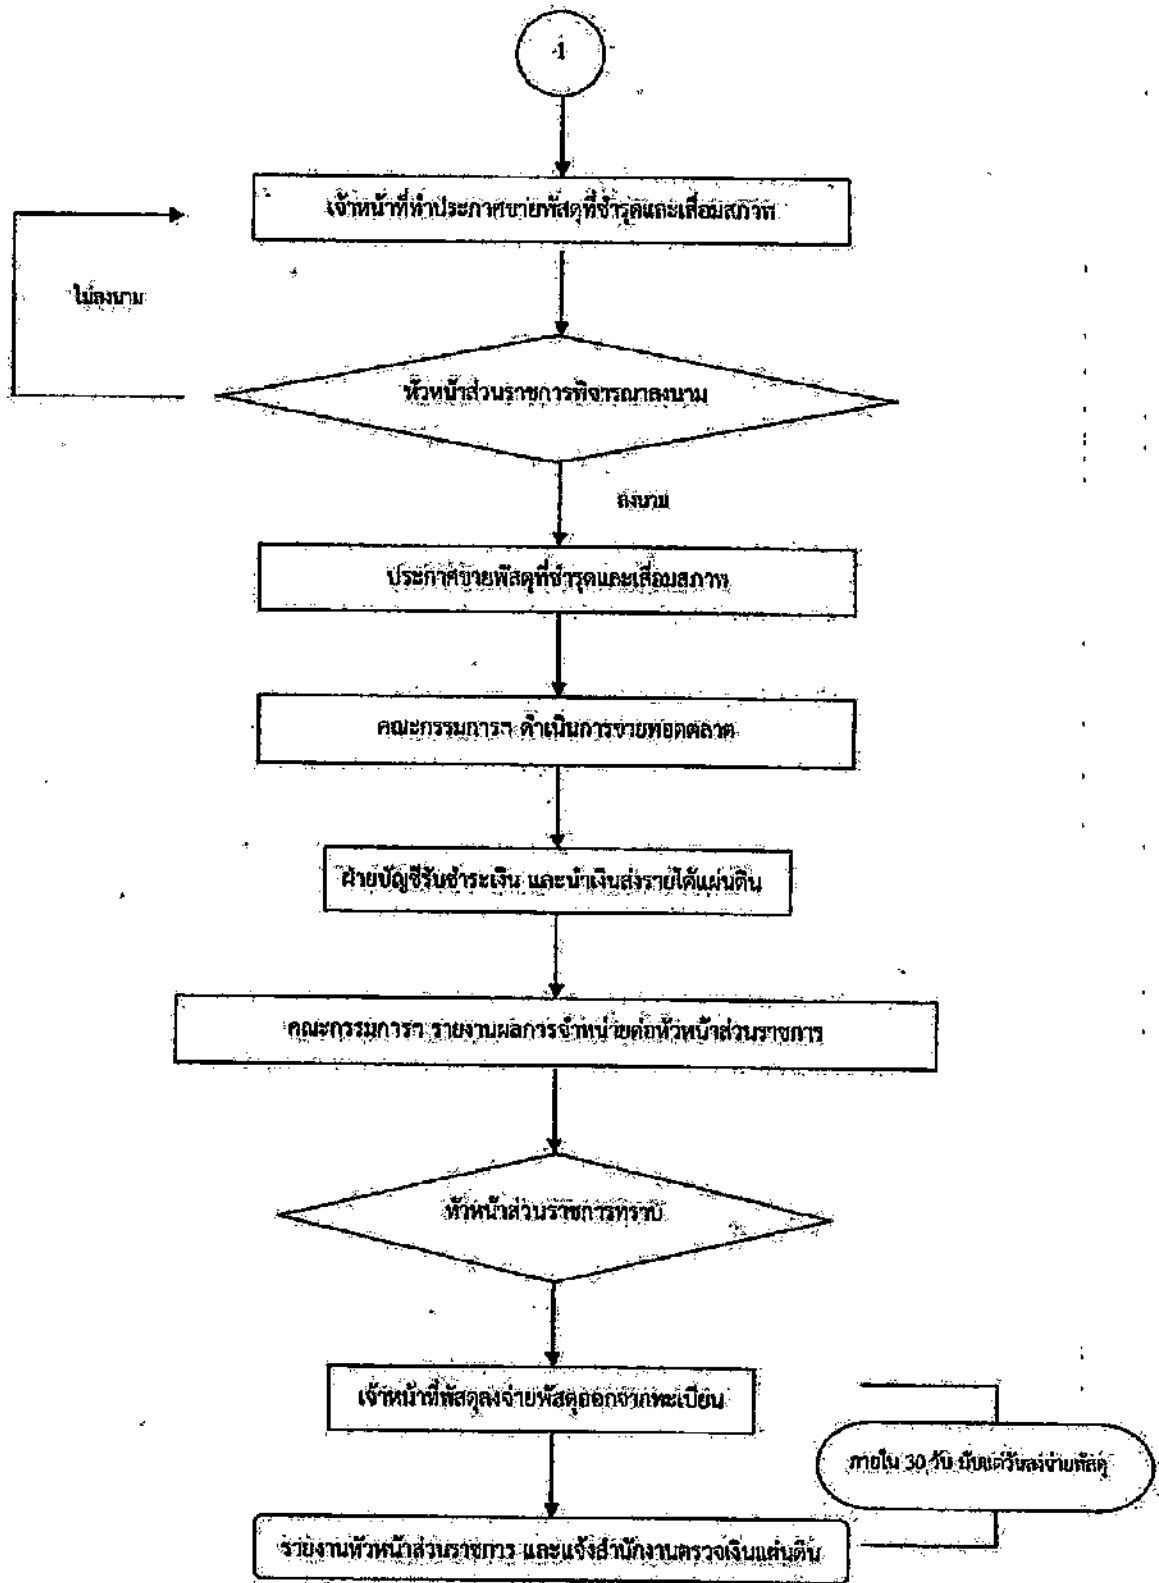 1
เจ้าหน้าที่ทำประกาศขายพัสดุที่ชำรุดและเสื่อมสภาพ
ไม่ลงนาม
หัวหน้าส่วนราชการพิจารณาลงนาม
ลงนาม
ประกาศขายพัสดุที่ชำรุดและเสื่อมสภาพ
คณะกรรมการฯ ดำเนินการขายทอดตลาด
ฝ่ายบัญชีรับชำระเงิน และนำเงินส่งรายได้แผ่นดิน
คณะกรรมการฯ รายงานผลการจำหน่ายต่อหัวหน้าส่วนราชการ
หัวหน้าส่วนราชการทราบ
เจ้าหน้าที่พัสดุลงจ่ายพัสดุออกจากทะเบียน
ภายใน 30 วัน นับแต่วันลงจ่ายพัสดุ
รายงานหัวหน้าส่วนราชการ และแจ้งสำนักงานตรวจเงินแผ่นดิน